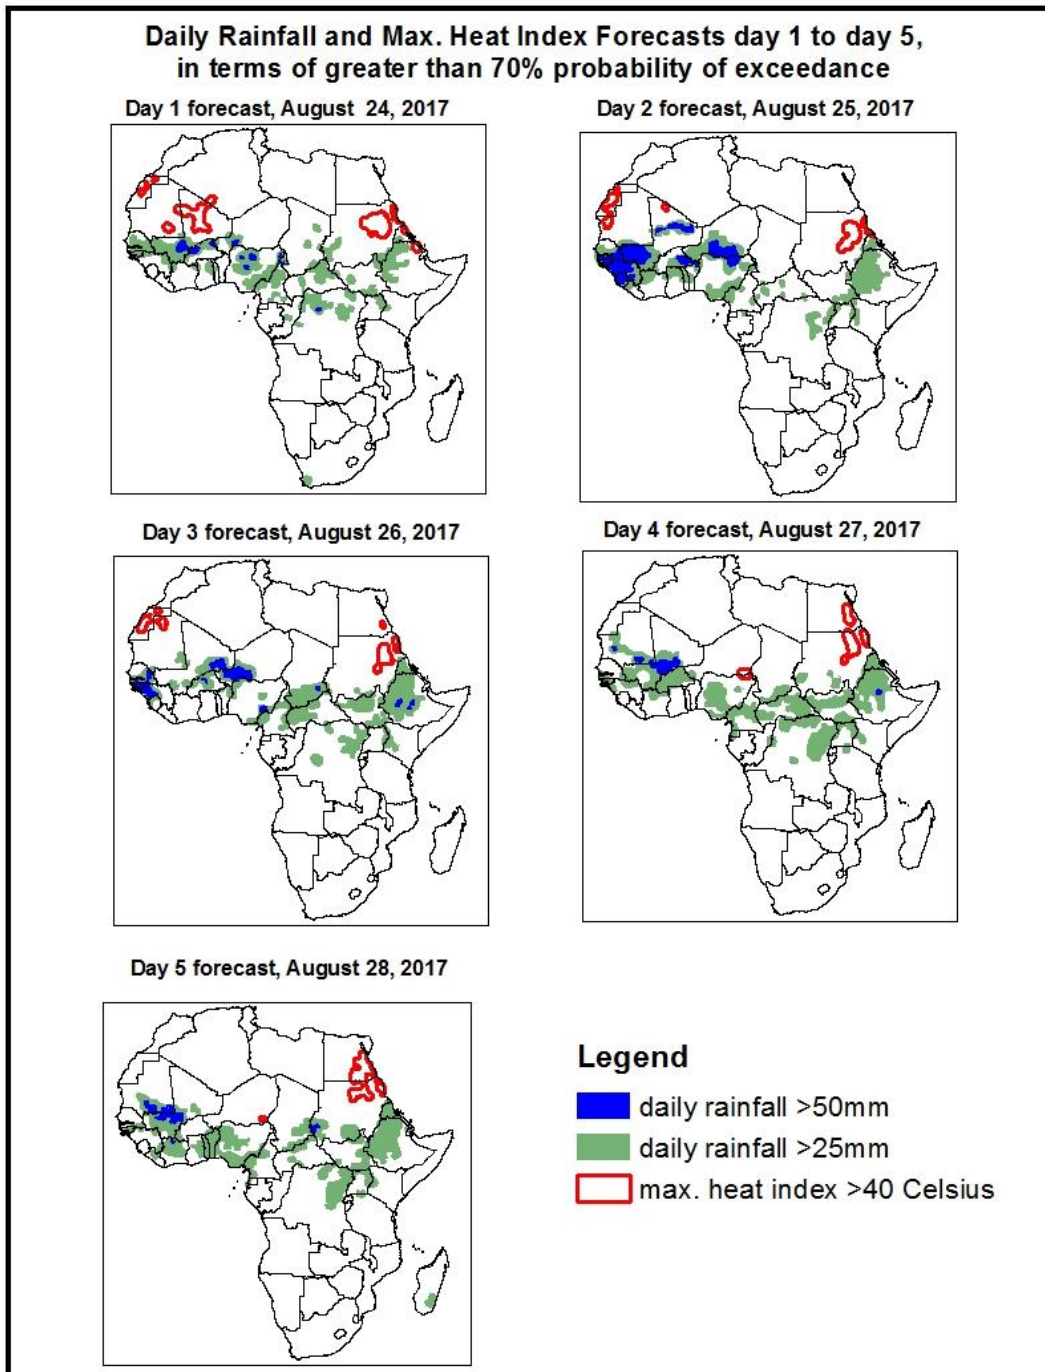 Daily Rainfall and Max. Heat Index Forecasts day 1 to day 5,
in terms of greater than 70% probability of exceedance
Day 1 forecast, August 24, 2017
Day 2 forecast, August 25, 2017
Day 3 forecast, August 26, 2017
Day 4 forecast, August 27, 2017
Day 5 forecast, August 28, 2017
Legend
daily rainfall >50mm
daily rainfall >25mm
max. heat index >40 Celsius